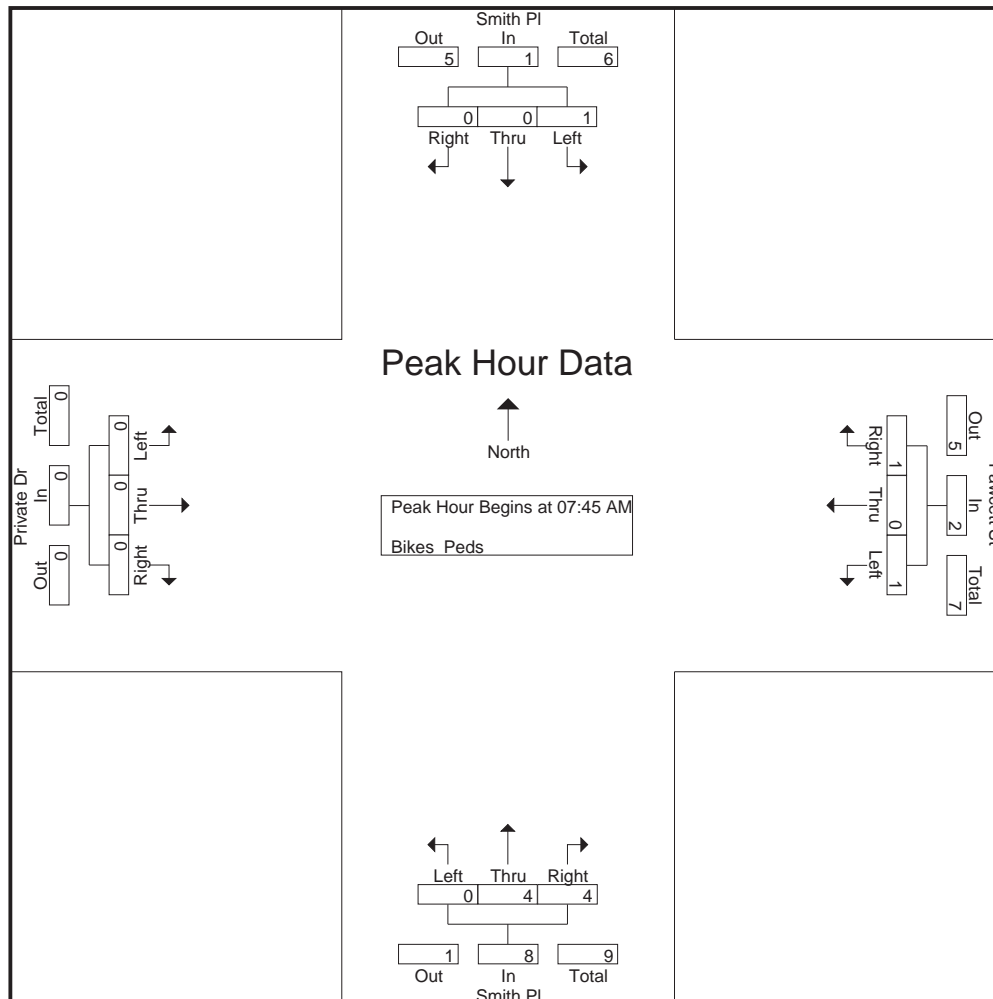 Smith Pl
Out In Total
5 1 6
0 0 1
Right Thru Left
Peak Hour Data
North
Peak Hour Begins at 07:45 AM
Bikes Peds
Private Dr
Out In Total
0 0 0
0 0 0
Left Thru Right
Out In Total
5 2 7
1 0 1
Right Thru Left
Left Thru Right
0 4 4
1 8 9
Out In Total
Smith Pl